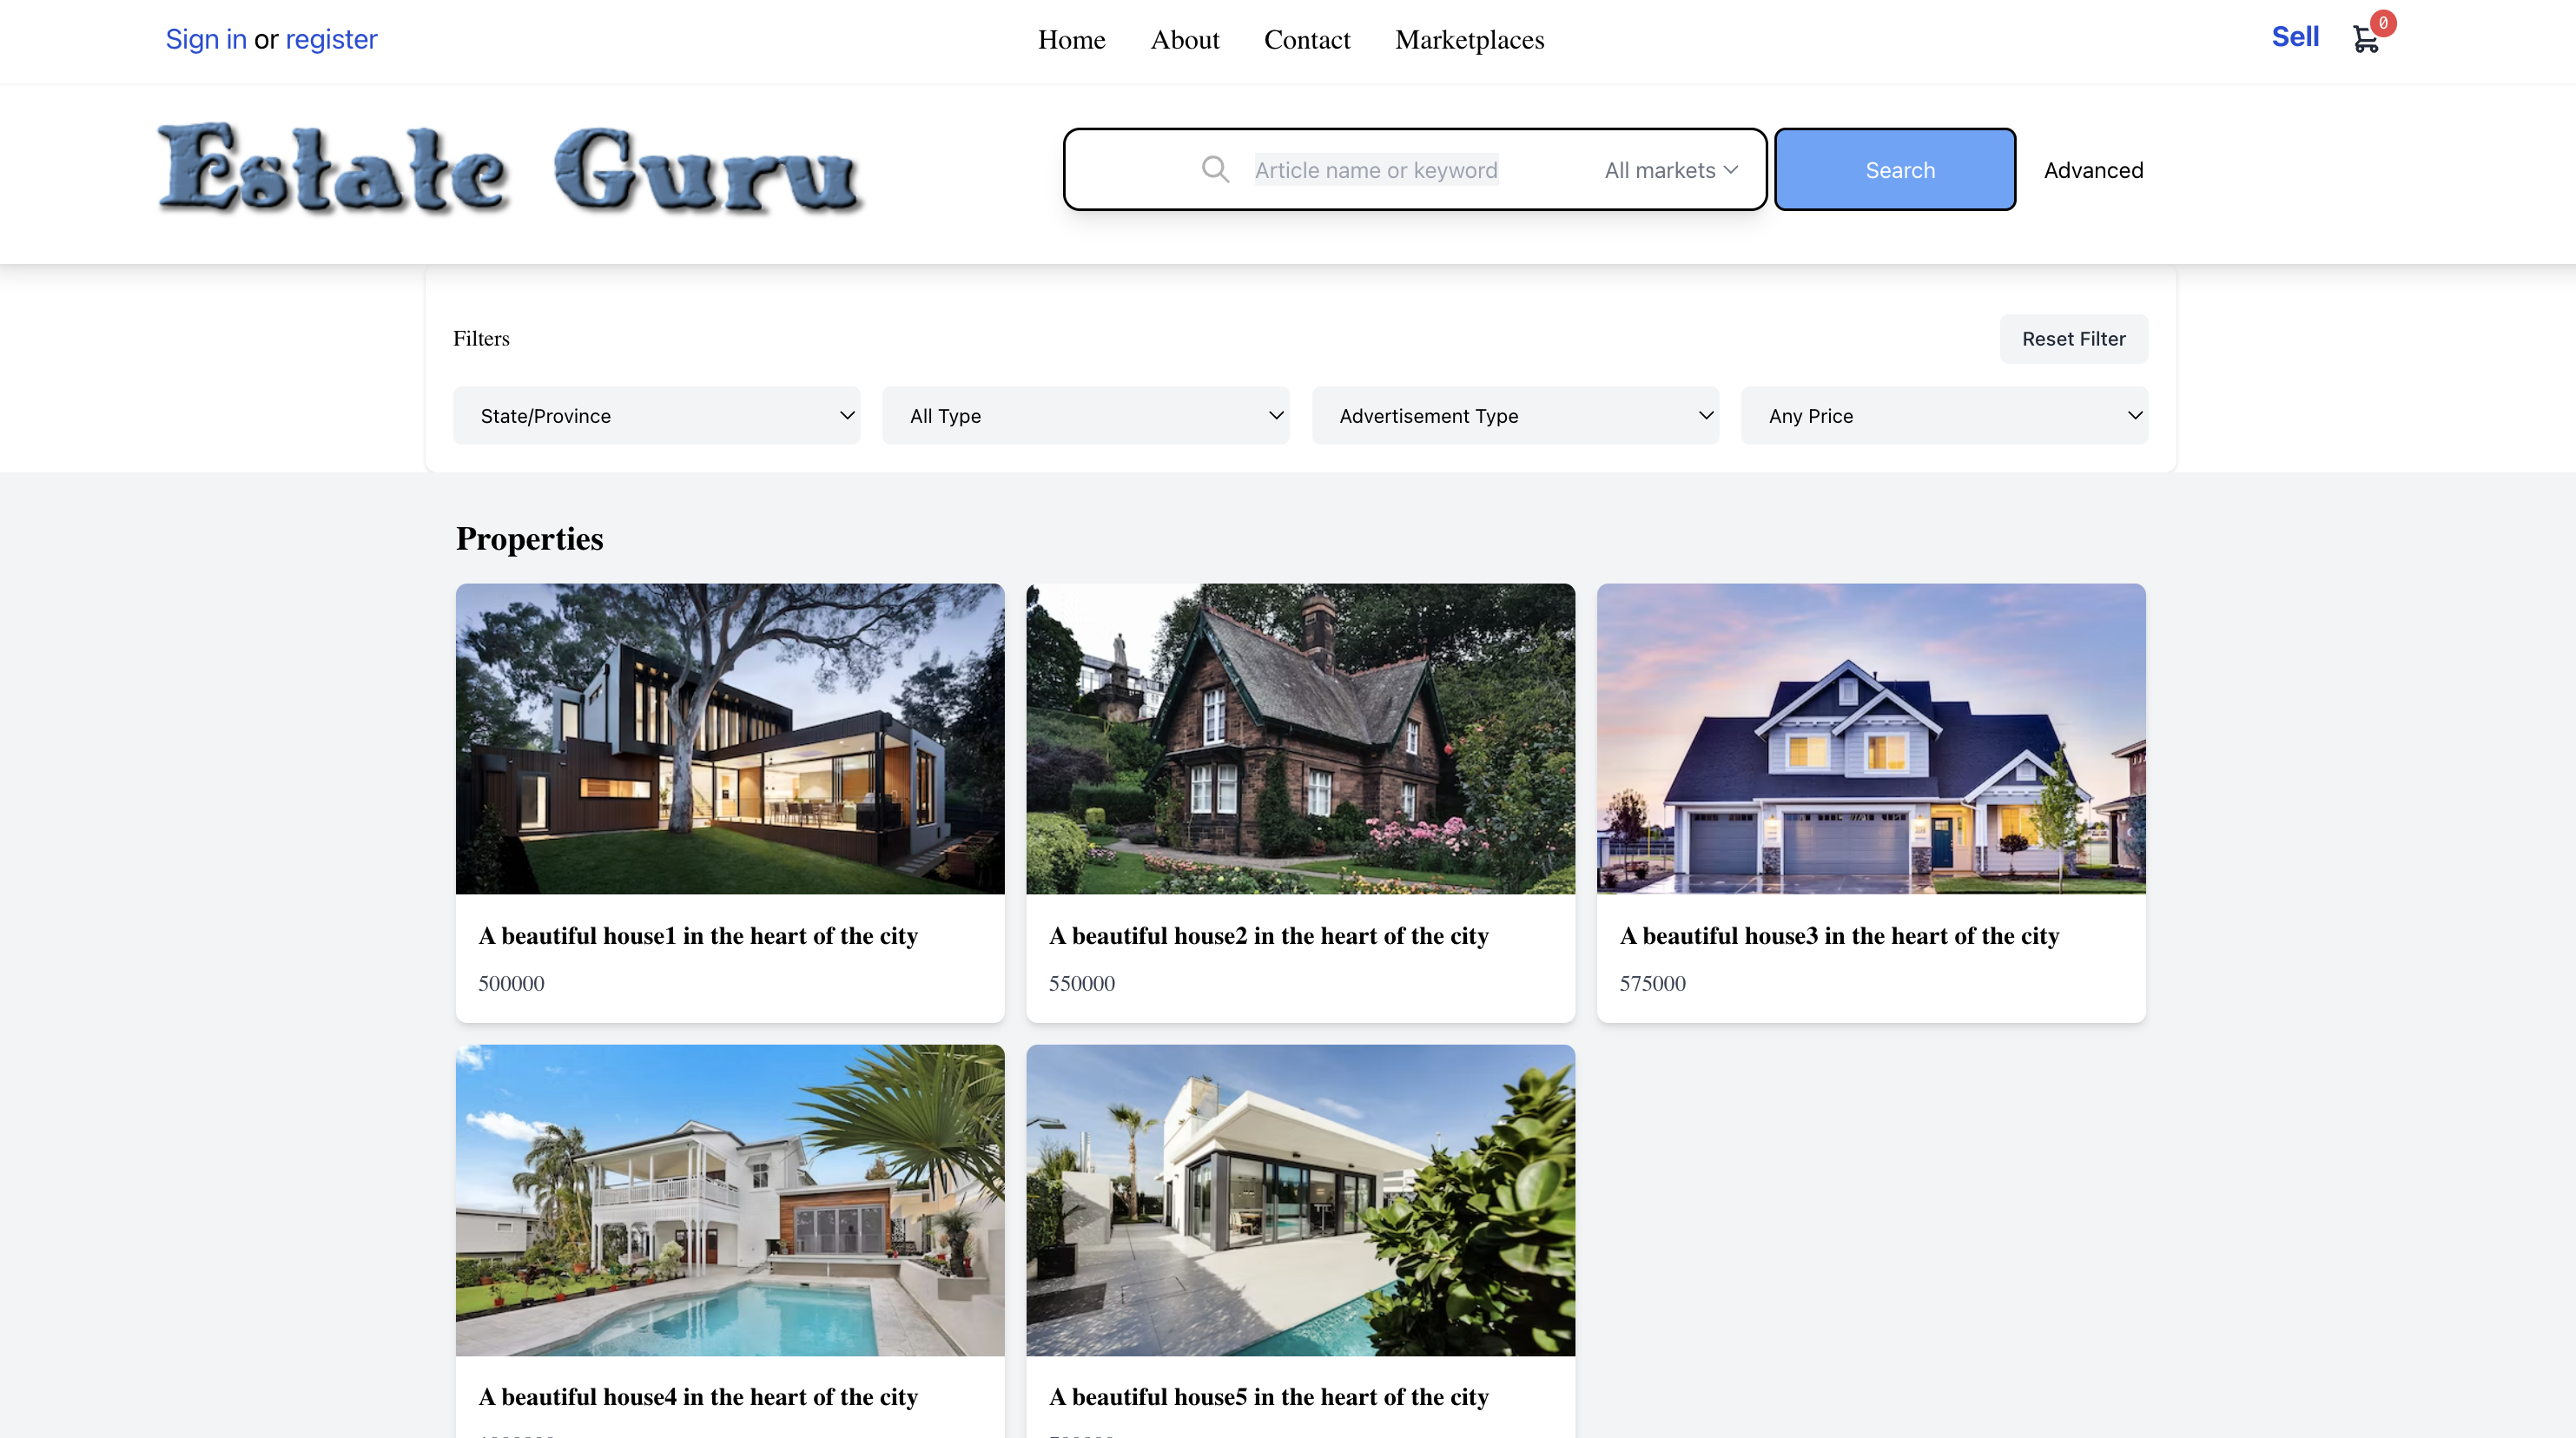 Sign in or register
Home About Contact Marketplaces
Sell
0
Estate Guru
Article name or keyword
All markets
Search
Advanced
Filters
Reset Filter
State/Province
All Type
Advertisement Type
Any Price
Properties
A beautiful house1 in the heart of the city
500000
A beautiful house2 in the heart of the city
550000
A beautiful house3 in the heart of the city
575000
A beautiful house4 in the heart of the city
A beautiful house5 in the heart of the city